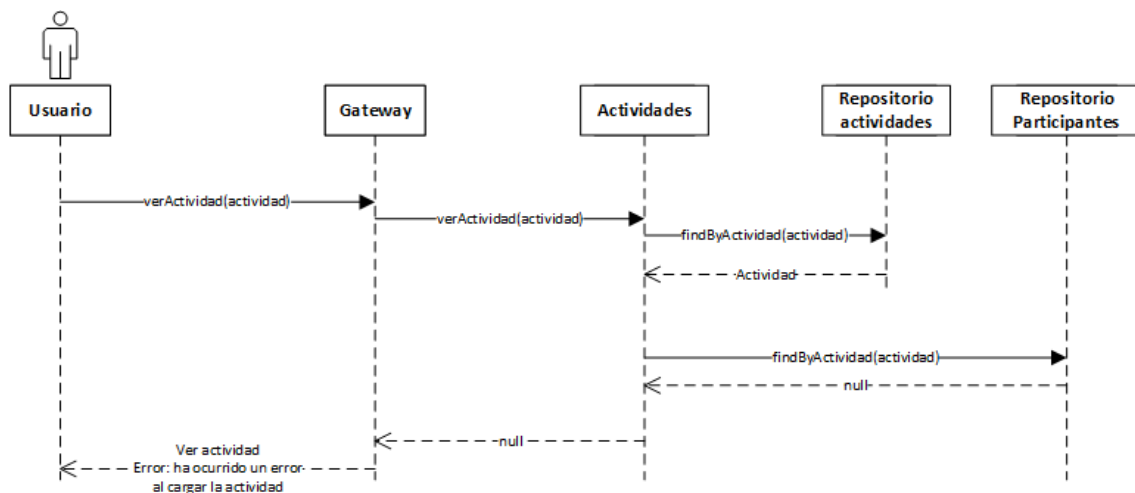 Usuario
Gateway
Actividades
Repositorio
actividades
Repositorio
Participantes
verActividad(actividad)
verActividad(actividad)
findByActividad(actividad)
Actividad
findByActividad(actividad)
null
null
Ver actividad
Error: ha ocurrido un error
al cargar la actividad